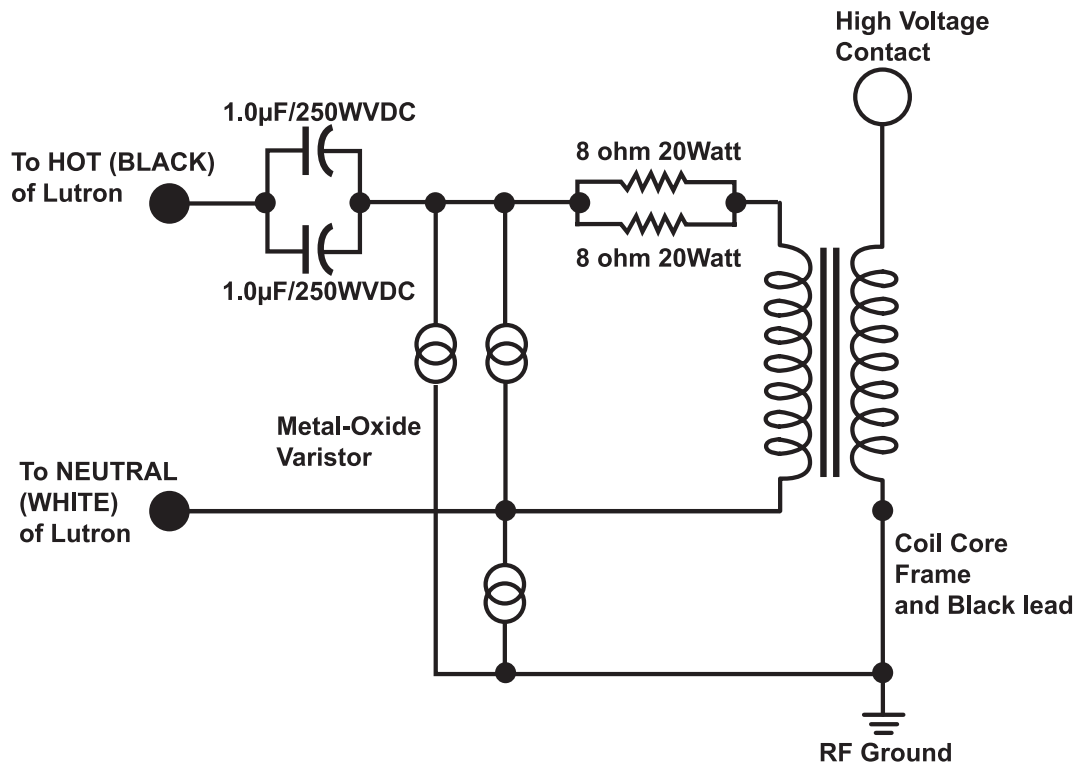 High Voltage
Contact
1.0µF/250WVDC
To HOT (BLACK)
of Lutron
8 ohm 20Watt
8 ohm 20Watt
1.0µF/250WVDC
Metal-Oxide
Varistor
To NEUTRAL
(WHITE)
of Lutron
Coil Core
Frame
and Black lead
RF Ground